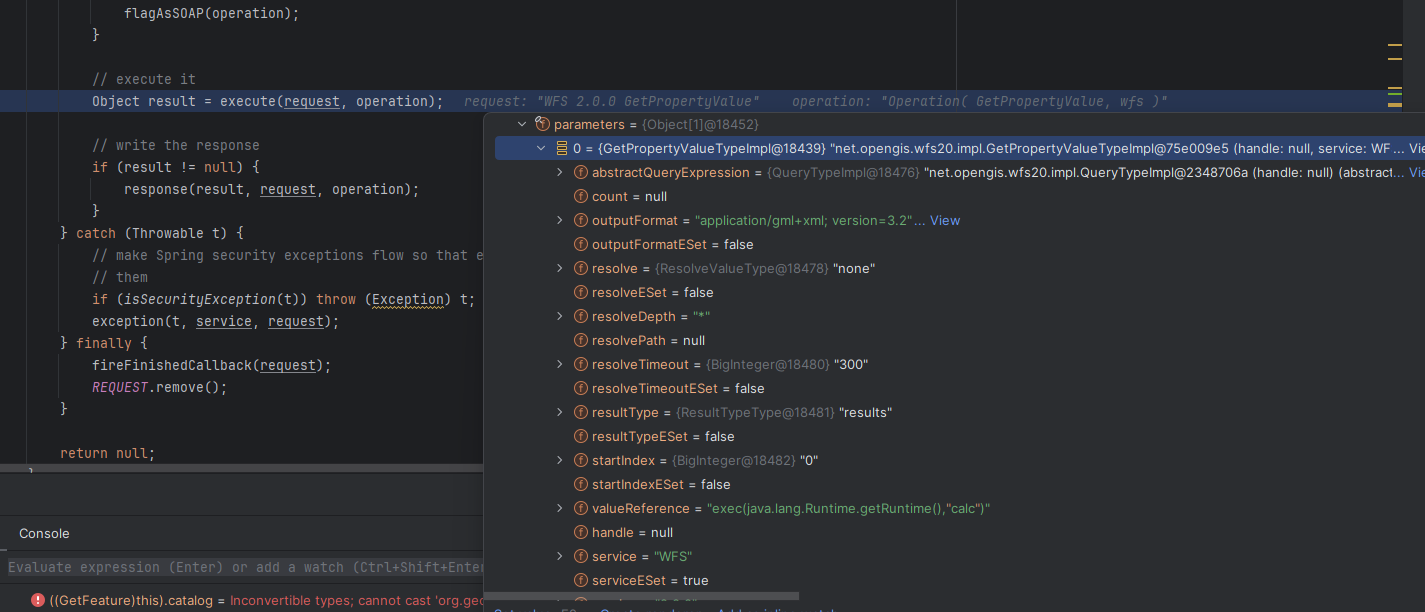 flagAsSOAP(operation);
}
// execute it
Object result = execute(request, operation);   request: "WFS 2.0.0 GetPropertyValue"   operation: "Operation( GetPropertyValue, wfs )"
// write the response
if (result != null) {
response(result, request, operation);
}
} catch (Throwable t) {
// make Spring security exceptions flow so that e
// them
if (isSecurityException(t)) throw (Exception) t;
exception(t, service, request);
} finally {
fireFinishedCallback(request);
REQUEST.remove();
}
return null;
parameters = {Object[1]@18452}
0 = {GetPropertyValueTypeImpl@18439} "net.opengis.wfs20.impl.GetPropertyValueTypeImpl@75e009e5 (handle: null, service: WF... Vie
abstractQueryExpression = {QueryTypeImpl@18476} "net.opengis.wfs20.impl.QueryTypeImpl@2348706a (handle: null) (abstract... Vie
count = null
outputFormat = "application/gml+xml; version=3.2"... View
outputFormatESet = false
resolve = {ResolveValueType@18478} "none"
resolveESet = false
resolveDepth = "*"
resolvePath = null
resolveTimeout = {BigInteger@18480} "300"
resolveTimeoutESet = false
resultType = {ResultTypeType@18481} "results"
resultTypeESet = false
startIndex = {BigInteger@18482} "0"
startIndexESet = false
valueReference = "exec(java.lang.Runtime.getRuntime(),"calc")"
handle = null
service = "WFS"
serviceESet = true
Console
Evaluate expression (Enter) or add a watch (Ctrl+Shift+Enter
((GetFeature)this).catalog = Inconvertible types; cannot cast 'org.geo